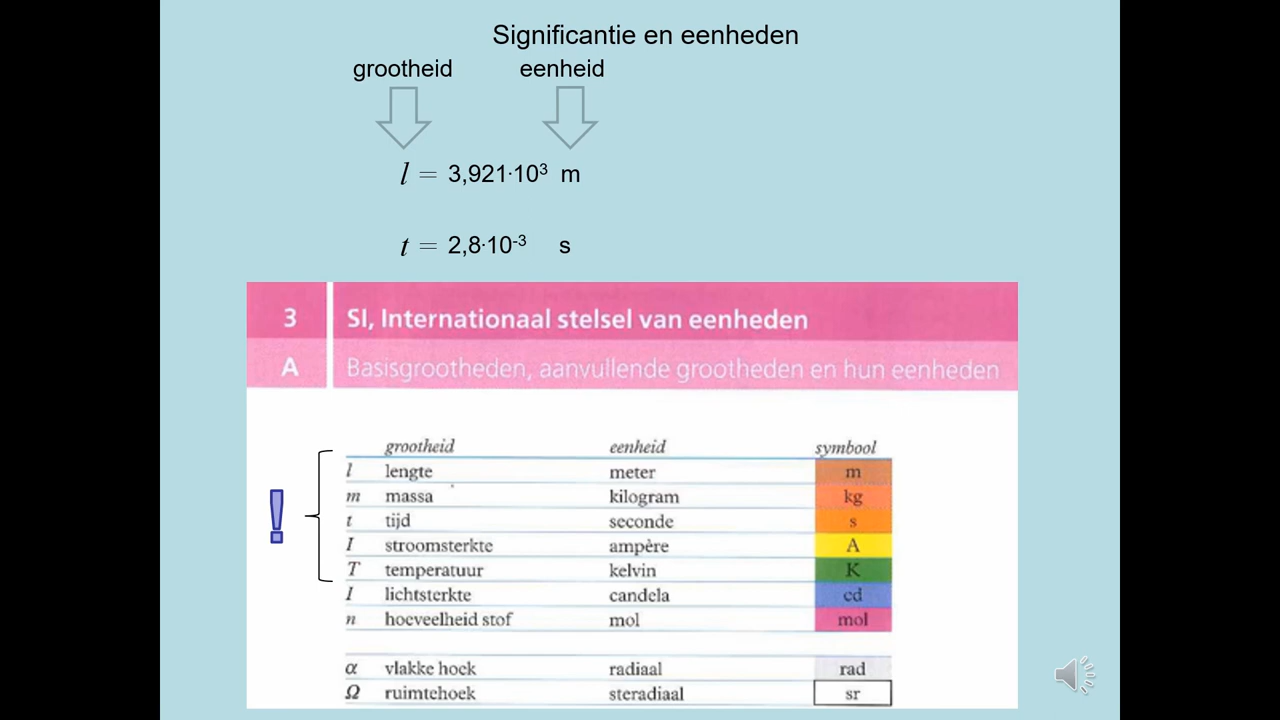 Significantie en eenheden
grootheid eenheid
l = 3,921·10³ m
t = 2,8·10⁻³ s
3 SI, Internationaal stelsel van eenheden
A Basisgrootheden, aanvullende grootheden en hun eenheden
grootheid eenheid symbool
l lengte meter m
m massa kilogram kg
! t tijd seconde s
I stroomsterkte ampère A
T temperatuur kelvin K
I lichtsterkte candela cd
n hoeveelheid stof mol mol
α vlakke hoek radiaal rad
Ω ruimtehoek steradiaal sr